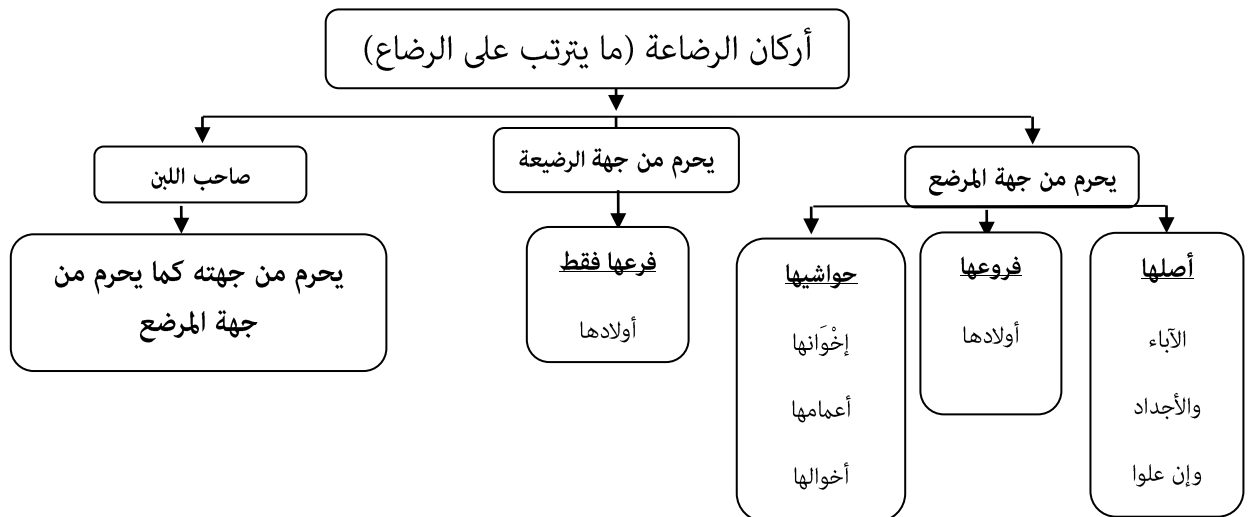 أركان الرضاعة (ما يترتب على الرضاع)
يحرم من جهة المرضع
أصلها
الآباء
والأجداد
وإن علوا
فروعها
أولادها
حواشيها
إخْوَانها
أعمامها
أخوالها
يحرم من جهة الرضيعة
فرعها فقط
أولادها
صاحب اللبن
يحرم من جهته كما يحرم من
جهة المرضع